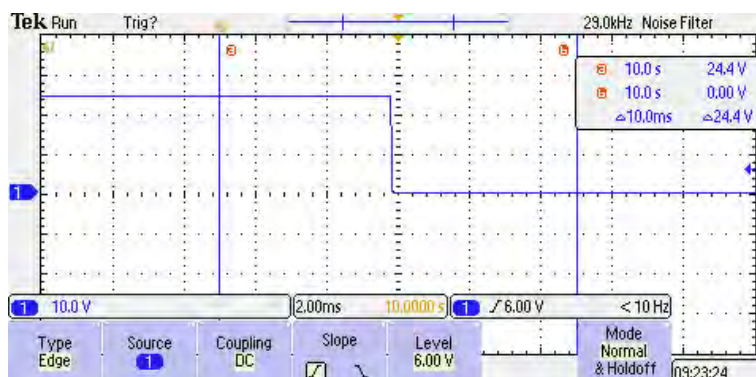 Tek Run Trig? 29.0kHz Noise Filter
a b
a 10.0 s 24.4 V
b 10.0 s 0.00 V
△10.0ms △24.4 V
1
1 10.0 V 2.00ms 10.0000 s 1 6.00 V < 10 Hz
Type Source Coupling Slope Level Mode
Edge 1 DC 6.00 V Normal
& Holdoff
09:23:24